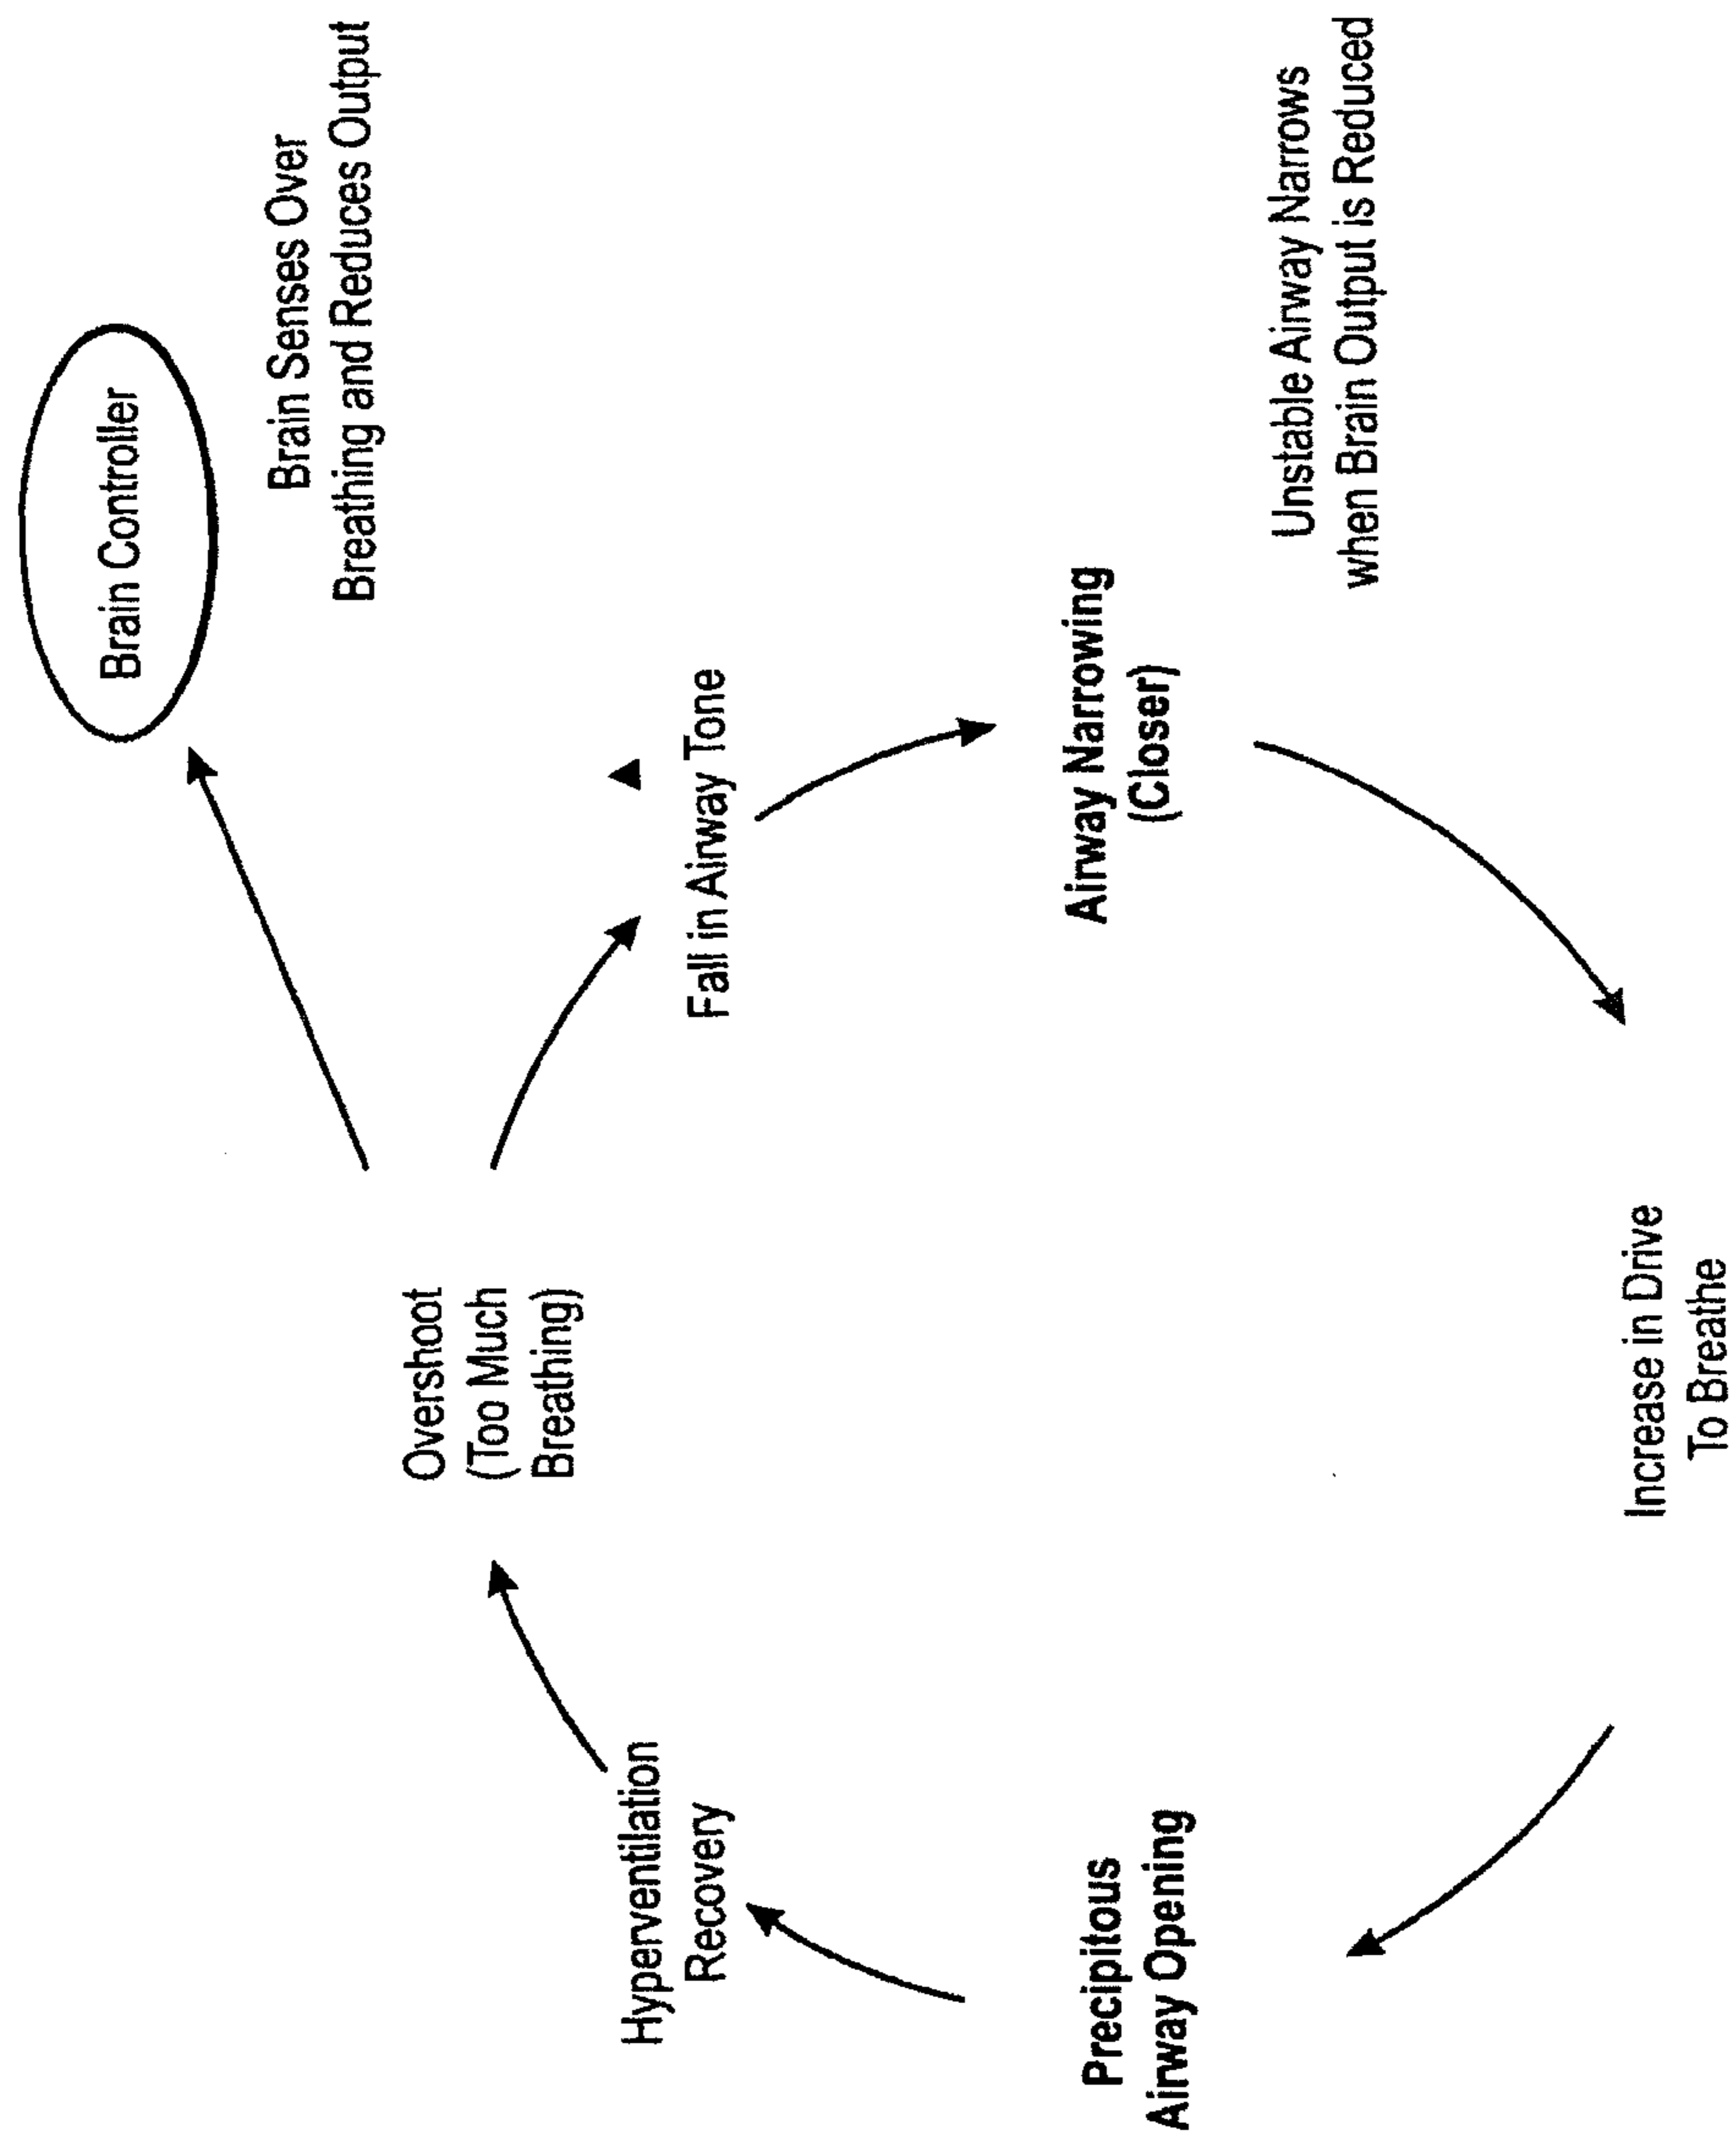 Brain Controller
Brain Senses Over
Breathing and Reduces Output
Overshoot
(Too Much
Breathing)
Fall in Airway Tone
Airway Narrowing
(Closer)
Unstable Airway Narrows
when Brain Output is Reduced
Increase in Drive
To Breathe
Precipitous
Airway Opening
Hyperventilation
Recovery